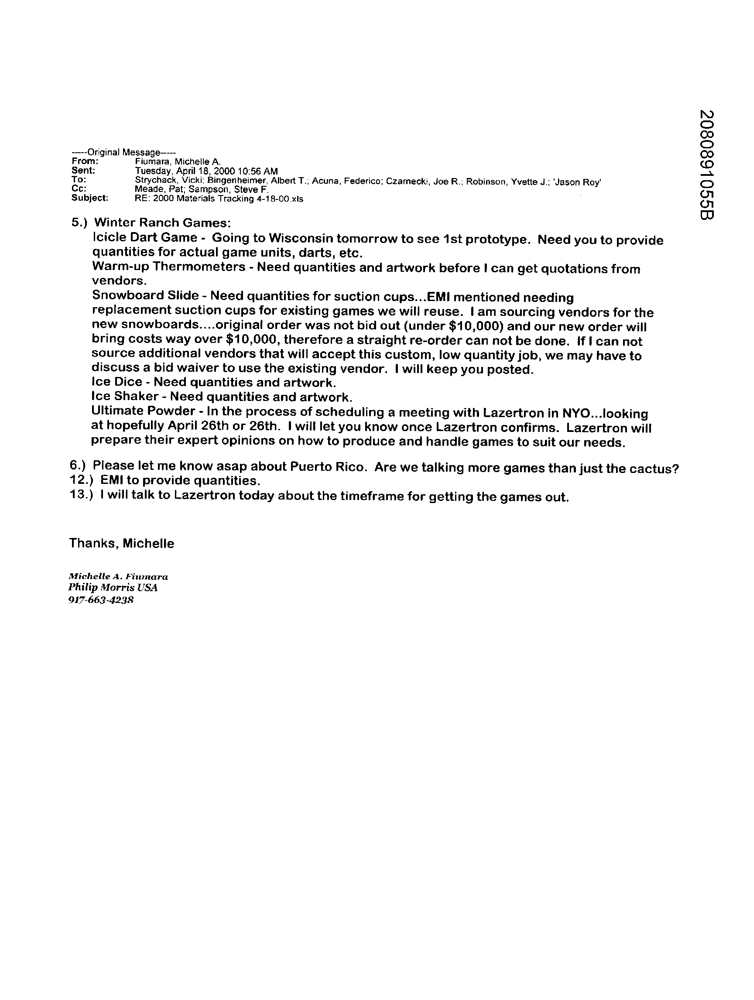 -----Original Message-----
From: Fiumara, Michelle A.
Sent: Tuesday, April 18, 2000 10:56 AM
To: Strychack, Vicki; Bingenheimer, Albert T.; Acuna, Federico; Czarnecki, Joe R.; Robinson, Yvette J.; 'Jason Roy'
Cc: Meade, Pat; Sampson, Steve F.
Subject: RE: 2000 Materials Tracking 4-18-00.xls
5.) Winter Ranch Games:
Icicle Dart Game - Going to Wisconsin tomorrow to see 1st prototype. Need you to provide
quantities for actual game units, darts, etc.
Warm-up Thermometers - Need quantities and artwork before I can get quotations from
vendors.
Snowboard Slide - Need quantities for suction cups...EMI mentioned needing
replacement suction cups for existing games we will reuse. I am sourcing vendors for the
new snowboards....original order was not bid out (under $10,000) and our new order will
bring costs way over $10,000, therefore a straight re-order can not be done. If I can not
source additional vendors that will accept this custom, low quantity job, we may have to
discuss a bid waiver to use the existing vendor. I will keep you posted.
Ice Dice - Need quantities and artwork.
Ice Shaker - Need quantities and artwork.
Ultimate Powder - In the process of scheduling a meeting with Lazertron in NYO...looking
at hopefully April 26th or 26th. I will let you know once Lazertron confirms. Lazertron will
prepare their expert opinions on how to produce and handle games to suit our needs.
6.) Please let me know asap about Puerto Rico. Are we talking more games than just the cactus?
12.) EMI to provide quantities.
13.) I will talk to Lazertron today about the timeframe for getting the games out.
Thanks, Michelle
Michelle A. Fiumara
Philip Morris USA
917-663-4238
2080891055B